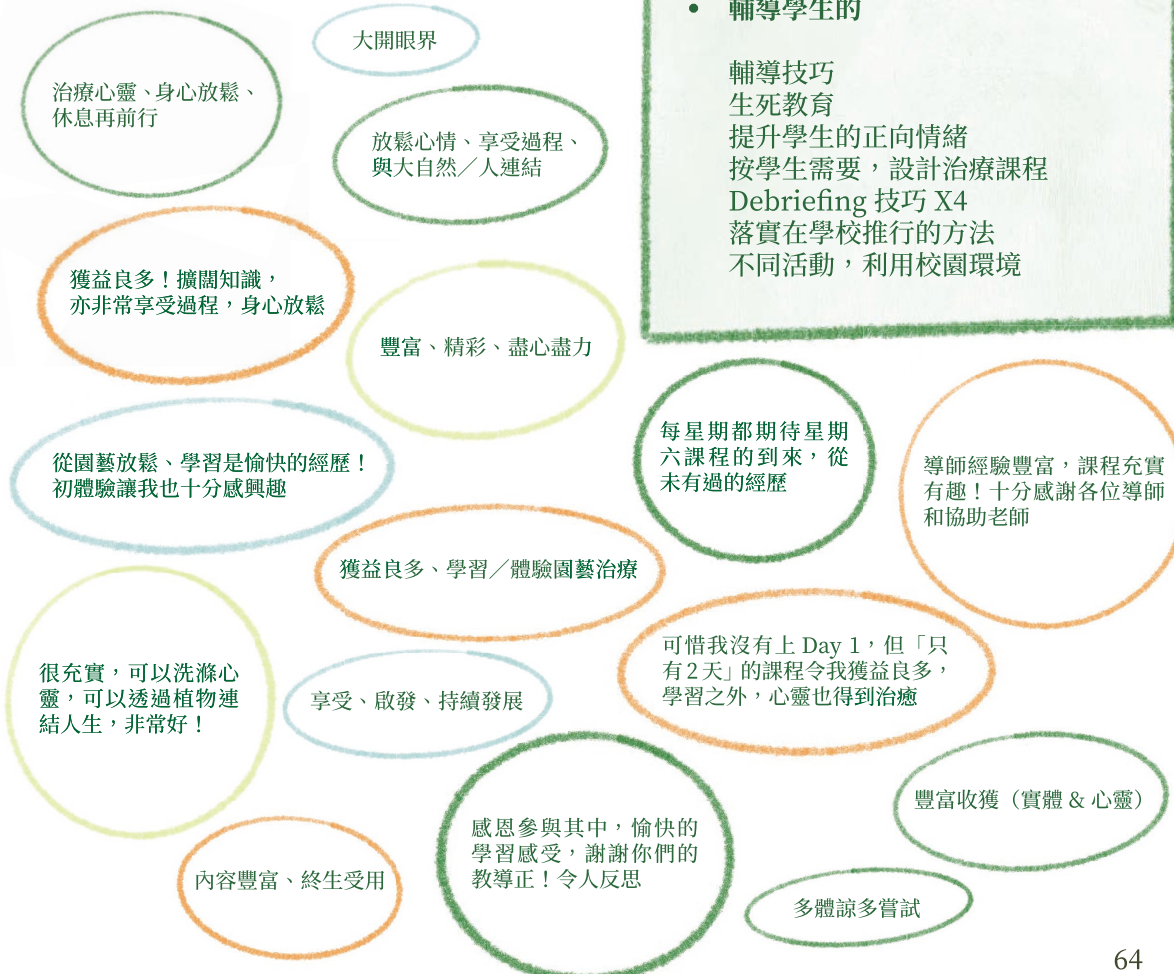 大開眼界
治療心靈、身心放鬆、
休息再前行
放鬆心情、享受過程、
與大自然／人連結
• 輔導學生的
輔導技巧
生死教育
提升學生的正向情緒
按學生需要，設計治療課程
Debriefing 技巧 X4
落實在學校推行的方法
不同活動，利用校園環境
獲益良多！擴闊知識，
亦非常享受過程，身心放鬆
豐富、精彩、盡心盡力
從園藝放鬆、學習是愉快的經歷！
初體驗讓我也十分感興趣
每星期都期待星期
六課程的到來，從
未有過的經歷
導師經驗豐富，課程充實
有趣！十分感謝各位導師
和協助老師
獲益良多、學習／體驗園藝治療
可惜我沒有上 Day 1，但「只
有 2 天」的課程令我獲益良多，
學習之外，心靈也得到治癒
很充實，可以洗滌心
靈，可以透過植物連
結人生，非常好！
享受、啟發、持續發展
豐富收獲（實體 & 心靈）
感恩參與其中，愉快的
學習感受，謝謝你們的
教導正！令人反思
內容豐富、終生受用
多體諒多嘗試
64